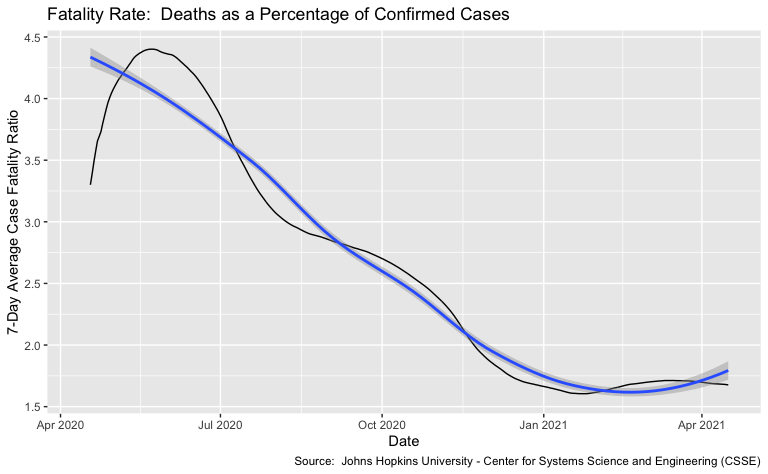 Fatality Rate:  Deaths as a Percentage of Confirmed Cases
7-Day Average Case Fatality Ratio
4.5
4.0
3.5
3.0
2.5
2.0
1.5
Apr 2020 Jul 2020 Oct 2020 Jan 2021 Apr 2021
Date
Source:  Johns Hopkins University - Center for Systems Science and Engineering (CSSE)